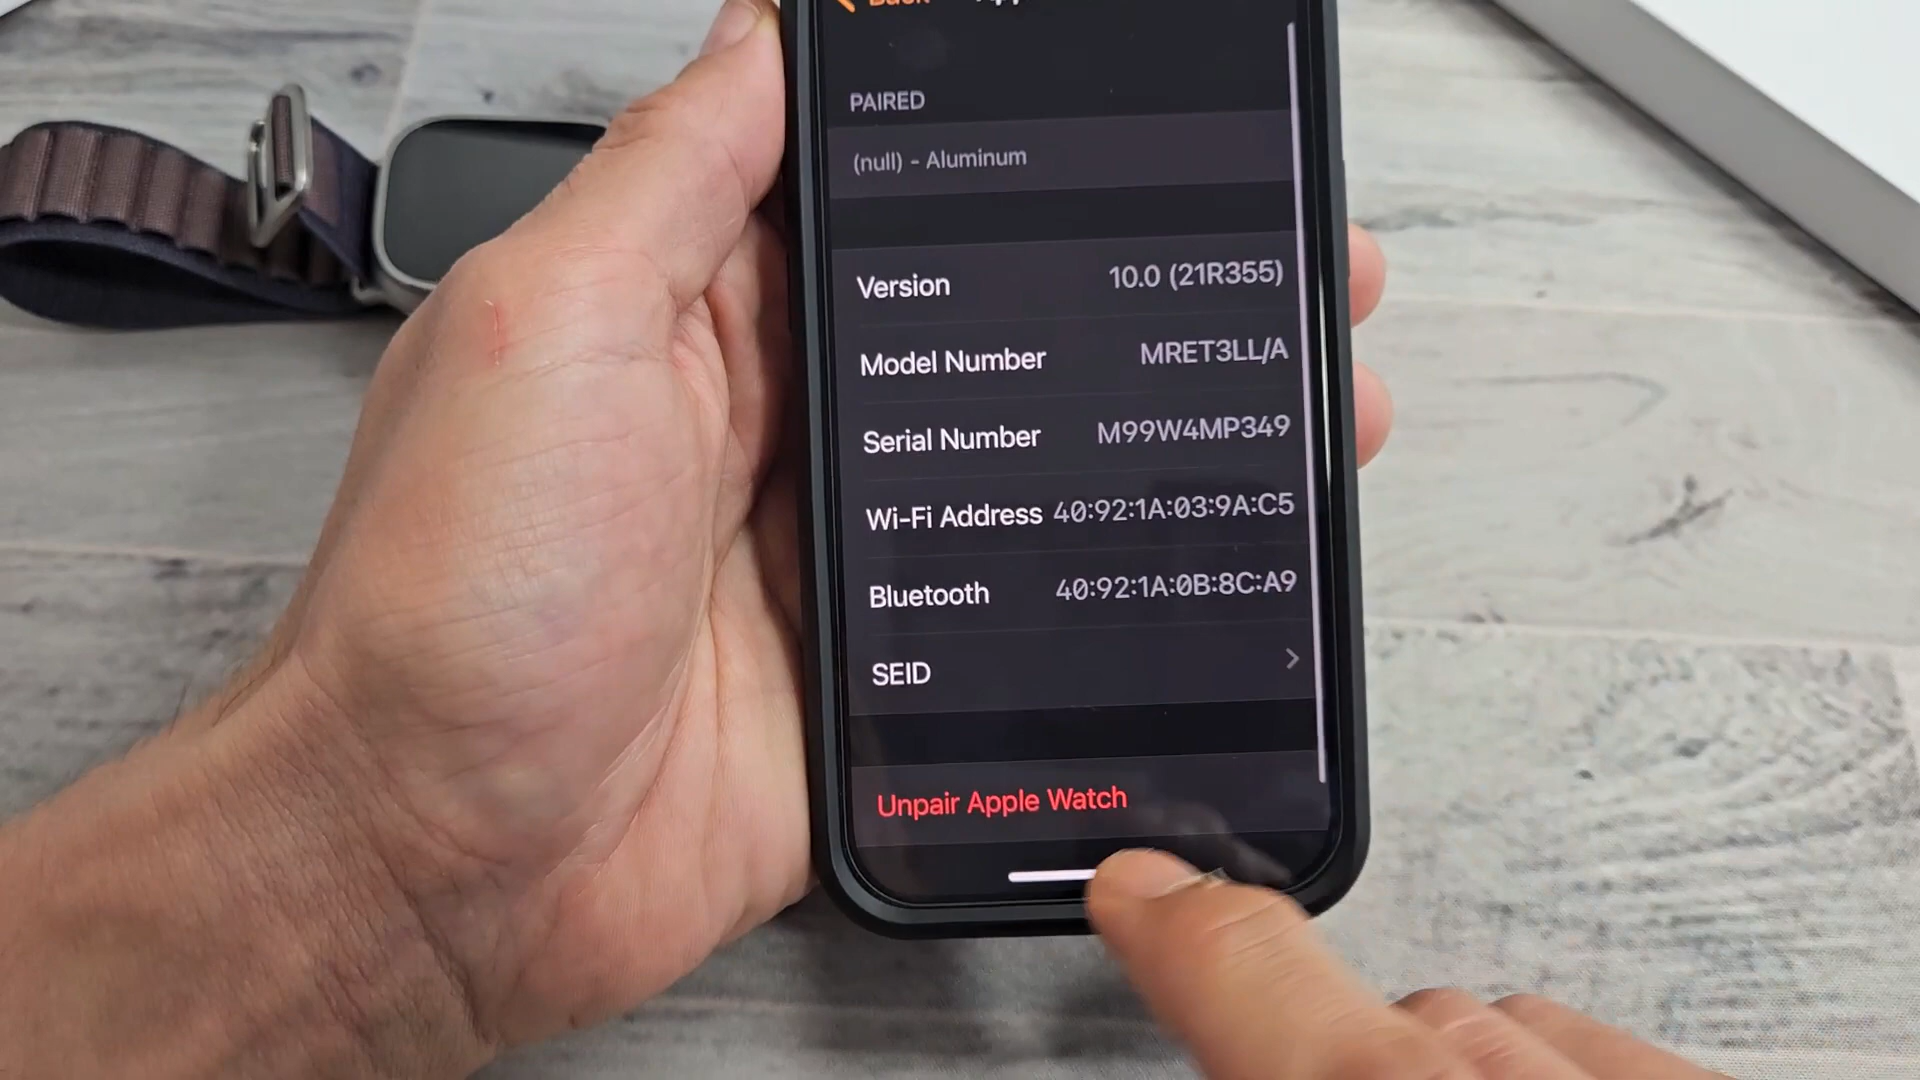 Back
PAIRED
(null) - Aluminum
Version 10.0 (21R355)
Model Number MRET3LL/A
Serial Number M99W4MP349
Wi-Fi Address 40:92:1A:03:9A:C5
Bluetooth 40:92:1A:0B:8C:A9
SEID
Unpair Apple Watch